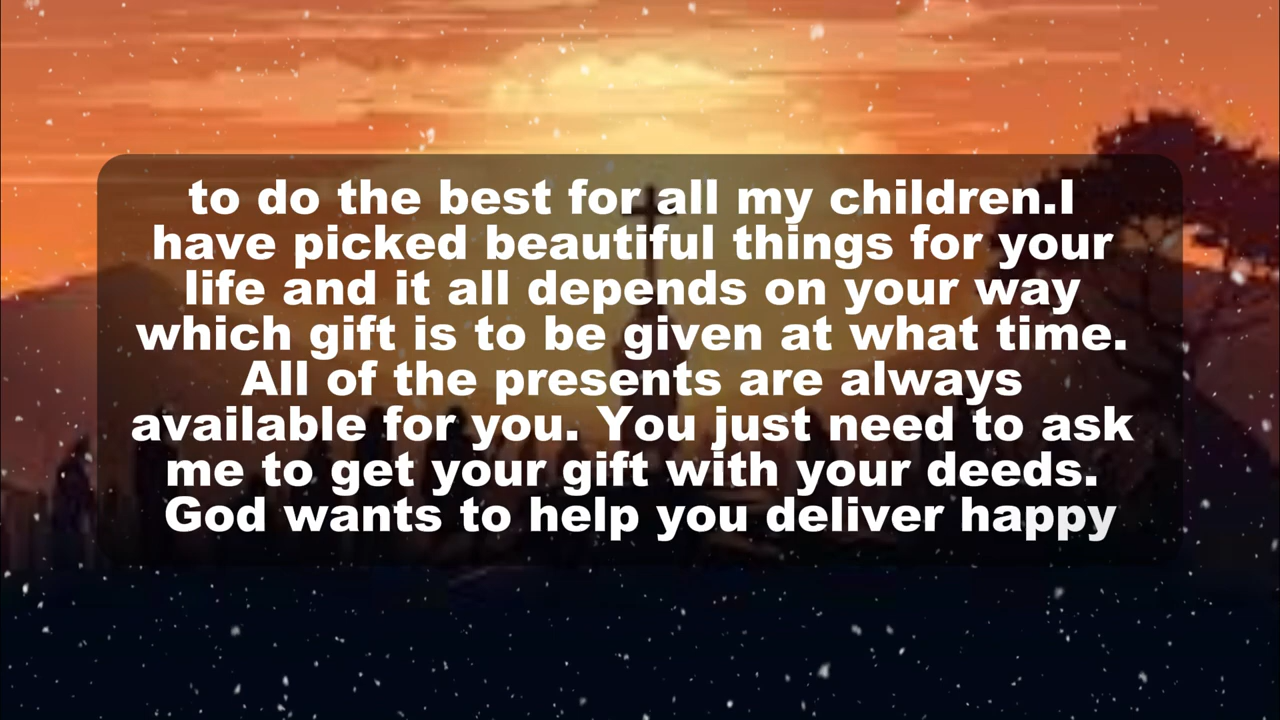 to do the best for all my children.I
have picked beautiful things for your
life and it all depends on your way
which gift is to be given at what time.
All of the presents are always
available for you. You just need to ask
me to get your gift with your deeds.
God wants to help you deliver happy